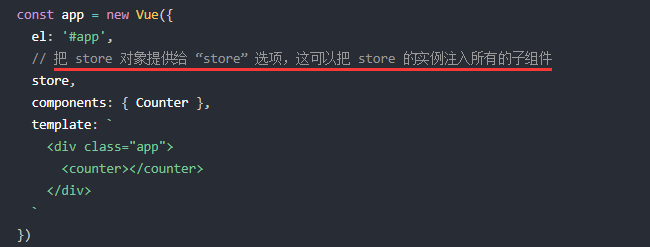 const app = new Vue({
el: '#app',
// 把 store 对象提供给 “store” 选项，这可以把 store 的实例注入所有的子组件
store,
components: { Counter },
template: `
<div class="app">
<counter></counter>
</div>
`
})